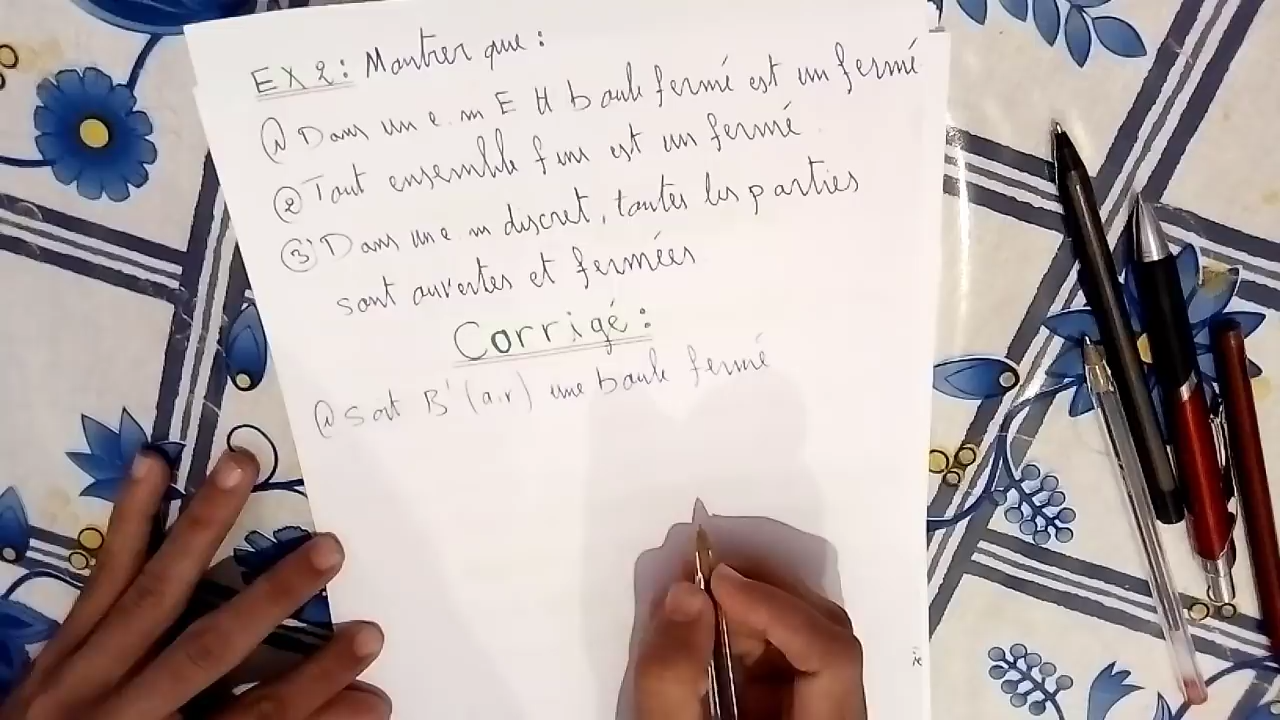 EX 2: Montrer que :
① Dans un e.m E tt boule fermé est un fermé
② Tout ensemble fini est un fermé.
③ Dans un e.m discret, toutes les parties
sont ouvertes et fermées
Corrigé :
① Soit B'(a,r) une boule fermé